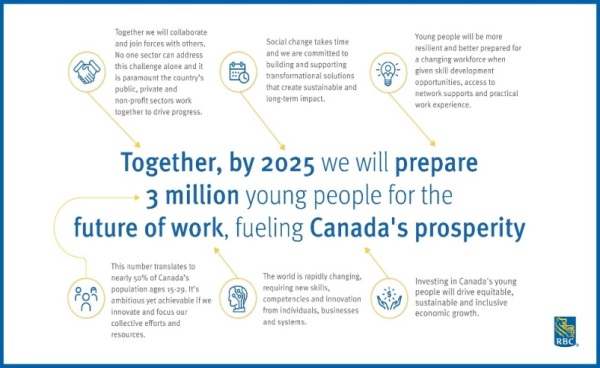 Together we will collaborate
and join forces with others.
No one sector can address
this challenge alone and it
is paramount the country's
public, private and
non-profit sectors work
together to drive progress.
Social change takes time
and we are committed to
building and supporting
transformational solutions
that create sustainable and
long-term impact.
Young people will be more
resilient and better prepared for
a changing workforce when
given skill development
opportunities, access to
network supports and practical
work experience.
Together, by 2025 we will prepare
3 million young people for the
future of work, fueling Canada's prosperity
This number translates to
nearly 50% of Canada's
population ages 15-29. It's
ambitious yet achievable if we
innovate and focus our
collective efforts and
resources.
The world is rapidly changing,
requiring new skills,
competencies and innovation
from individuals, businesses
and systems.
Investing in Canada's young
people will drive equitable,
sustainable and inclusive
economic growth.
RBC
®